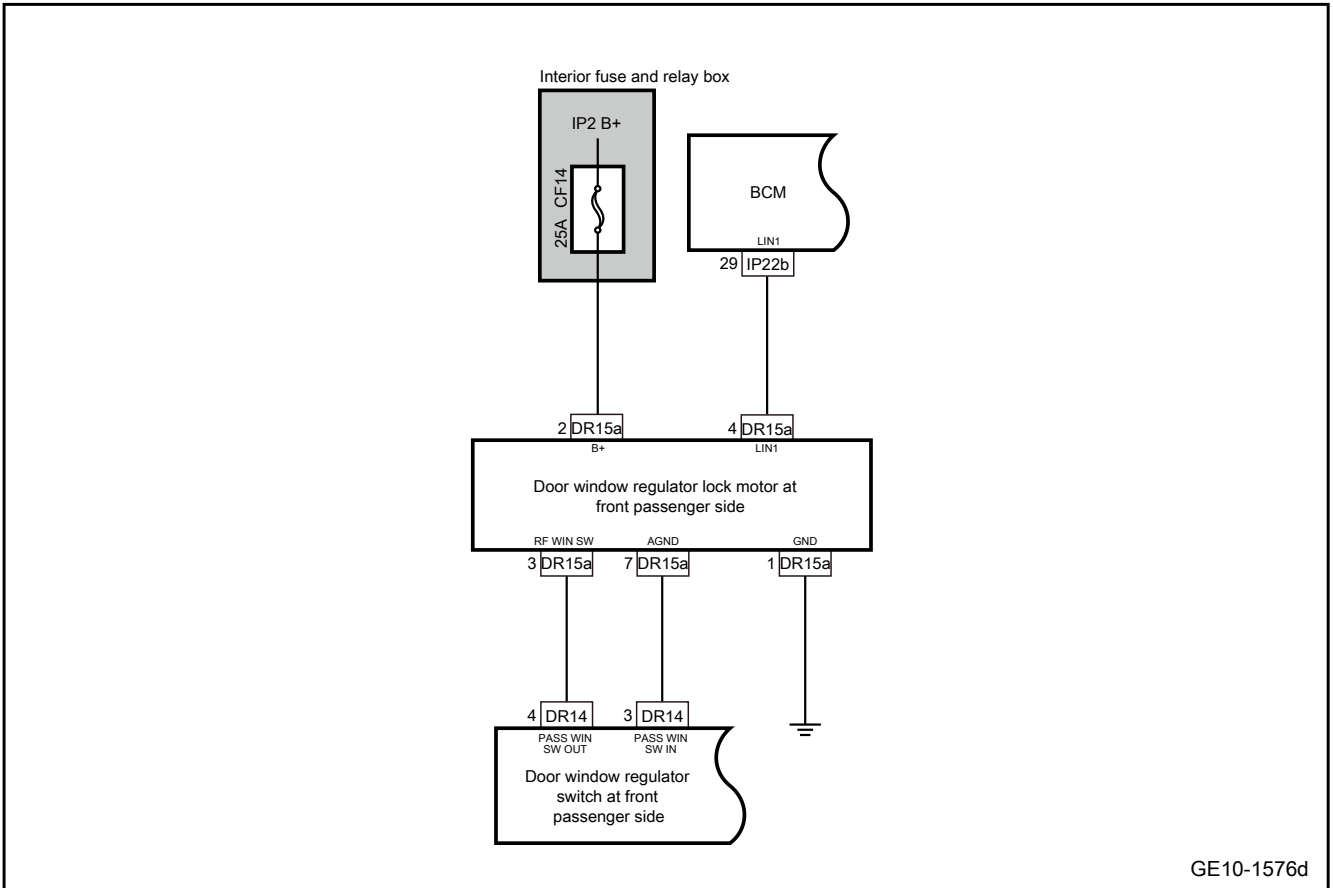 Interior fuse and relay box
IP2 B+
25A CF14
BCM
LIN1
29 IP22b
2 DR15a
4 DR15a
B+
LIN1
Door window regulator lock motor at
front passenger side
RF WIN SW
AGND
GND
3 DR15a
7 DR15a
1 DR15a
4 DR14
3 DR14
PASS WIN
SW OUT
PASS WIN
SW IN
Door window regulator
switch at front
passenger side
GE10-1576d